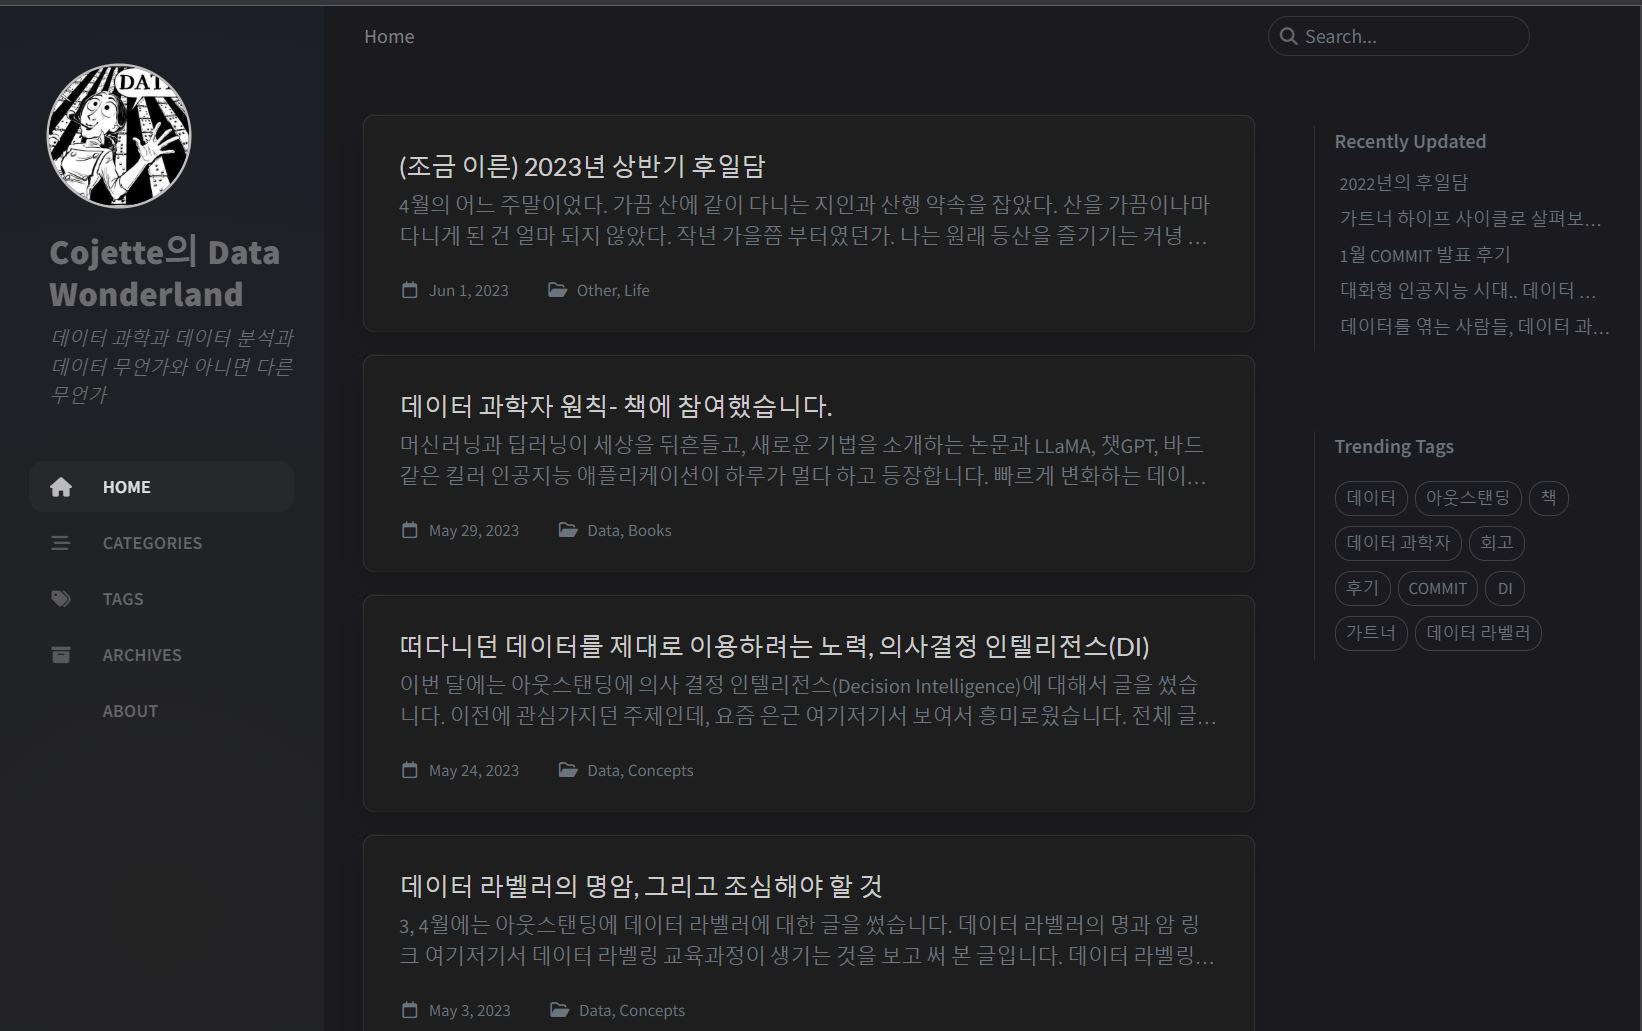 DAT
Cojette의 Data
Wonderland
데이터 과학과 데이터 분석과
데이터 무언가와 아니면 다른
무언가
HOME
CATEGORIES
TAGS
ARCHIVES
ABOUT
Home
Search...
(조금 이른) 2023년 상반기 후일담
4월의 어느 주말이었다. 가끔 산에 같이 다니는 지인과 산행 약속을 잡았다. 산을 가끔이나마
다니게 된 건 얼마 되지 않았다. 작년 가을쯤 부터였던가. 나는 원래 등산을 즐기기는 커녕 ...
Jun 1, 2023 Other, Life
데이터 과학자 원칙- 책에 참여했습니다.
머신러닝과 딥러닝이 세상을 뒤흔들고, 새로운 기법을 소개하는 논문과 LLaMA, 챗GPT, 바드
같은 킬러 인공지능 애플리케이션이 하루가 멀다 하고 등장합니다. 빠르게 변화하는 데이...
May 29, 2023 Data, Books
떠다니던 데이터를 제대로 이용하려는 노력, 의사결정 인텔리전스(DI)
이번 달에는 아웃스탠딩에 의사 결정 인텔리전스(Decision Intelligence)에 대해서 글을 썼습
니다. 이전에 관심가지던 주제인데, 요즘 은근 여기저기서 보여서 흥미로웠습니다. 전체 글...
May 24, 2023 Data, Concepts
데이터 라벨러의 명암, 그리고 조심해야 할 것
3, 4월에는 아웃스탠딩에 데이터 라벨러에 대한 글을 썼습니다. 데이터 라벨러의 명과 암 링
크 여기저기서 데이터 라벨링 교육과정이 생기는 것을 보고 써 본 글입니다. 데이터 라벨링...
May 3, 2023 Data, Concepts
Recently Updated
2022년의 후일담
가트너 하이프 사이클로 살펴보...
1월 COMMIT 발표 후기
대화형 인공지능 시대.. 데이터 ...
데이터를 엮는 사람들, 데이터 과...
Trending Tags
데이터 아웃스탠딩 책
데이터 과학자 회고
후기 COMMIT DI
가트너 데이터 라벨러